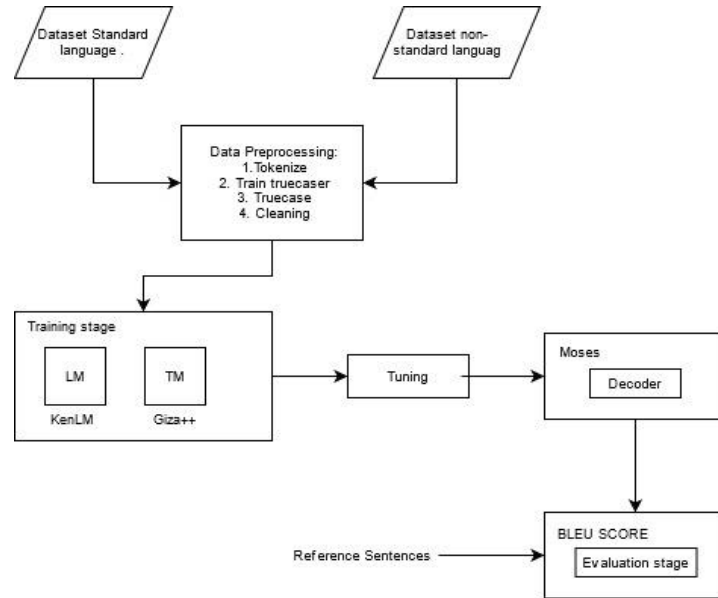 Dataset Standard
language .
Dataset non-
standard languag
Data Preprocessing:
1.Tokenize
2. Train truecaser
3. Truecase
4. Cleaning
Training stage
LM
TM
KenLM
Giza++
Tuning
Moses
Decoder
BLEU SCORE
Reference Sentences
Evaluation stage